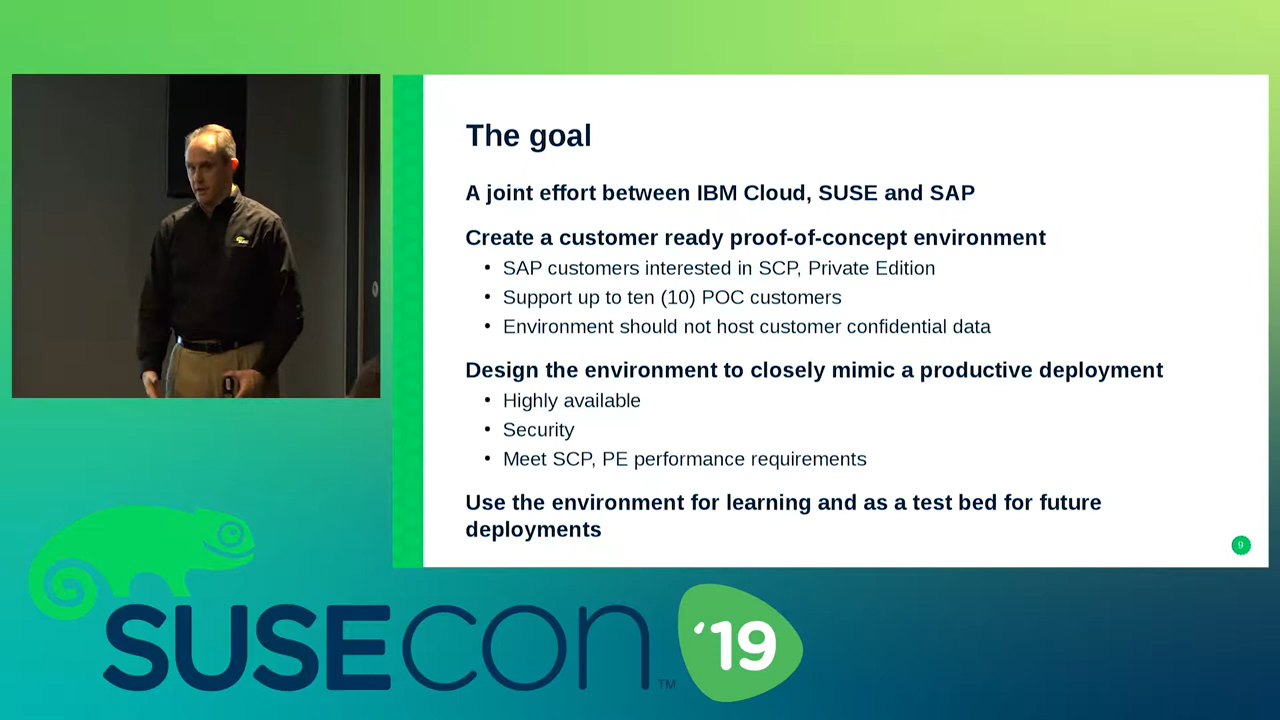 The goal
A joint effort between IBM Cloud, SUSE and SAP
Create a customer ready proof-of-concept environment
• SAP customers interested in SCP, Private Edition
• Support up to ten (10) POC customers
• Environment should not host customer confidential data
Design the environment to closely mimic a productive deployment
• Highly available
• Security
• Meet SCP, PE performance requirements
Use the environment for learning and as a test bed for future
deployments
9
SUSECON TM '19